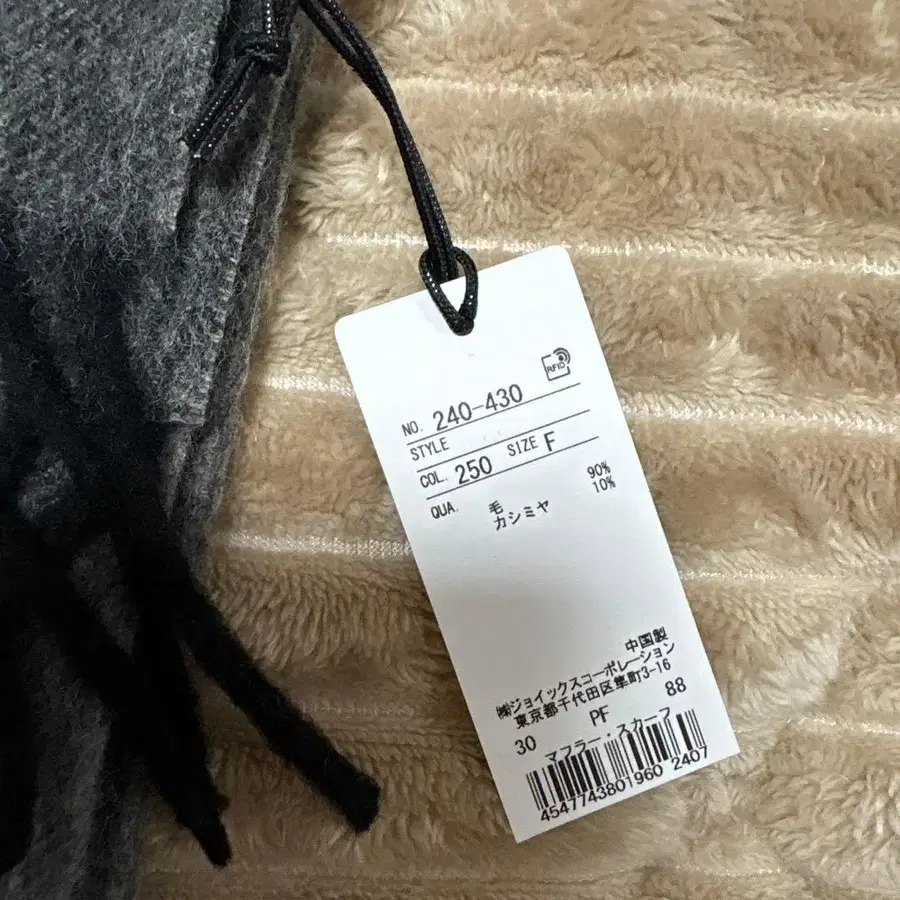 RFID
NO. 240-430
STYLE
COL. 250 SIZE F
QUA. 毛 90%
カシミヤ 10%
中国製
㈱ジョイックスコーポレーション
東京都千代田区隼町3-16
30 PF 88
マフラー・スカーフ
4547743801960 2407